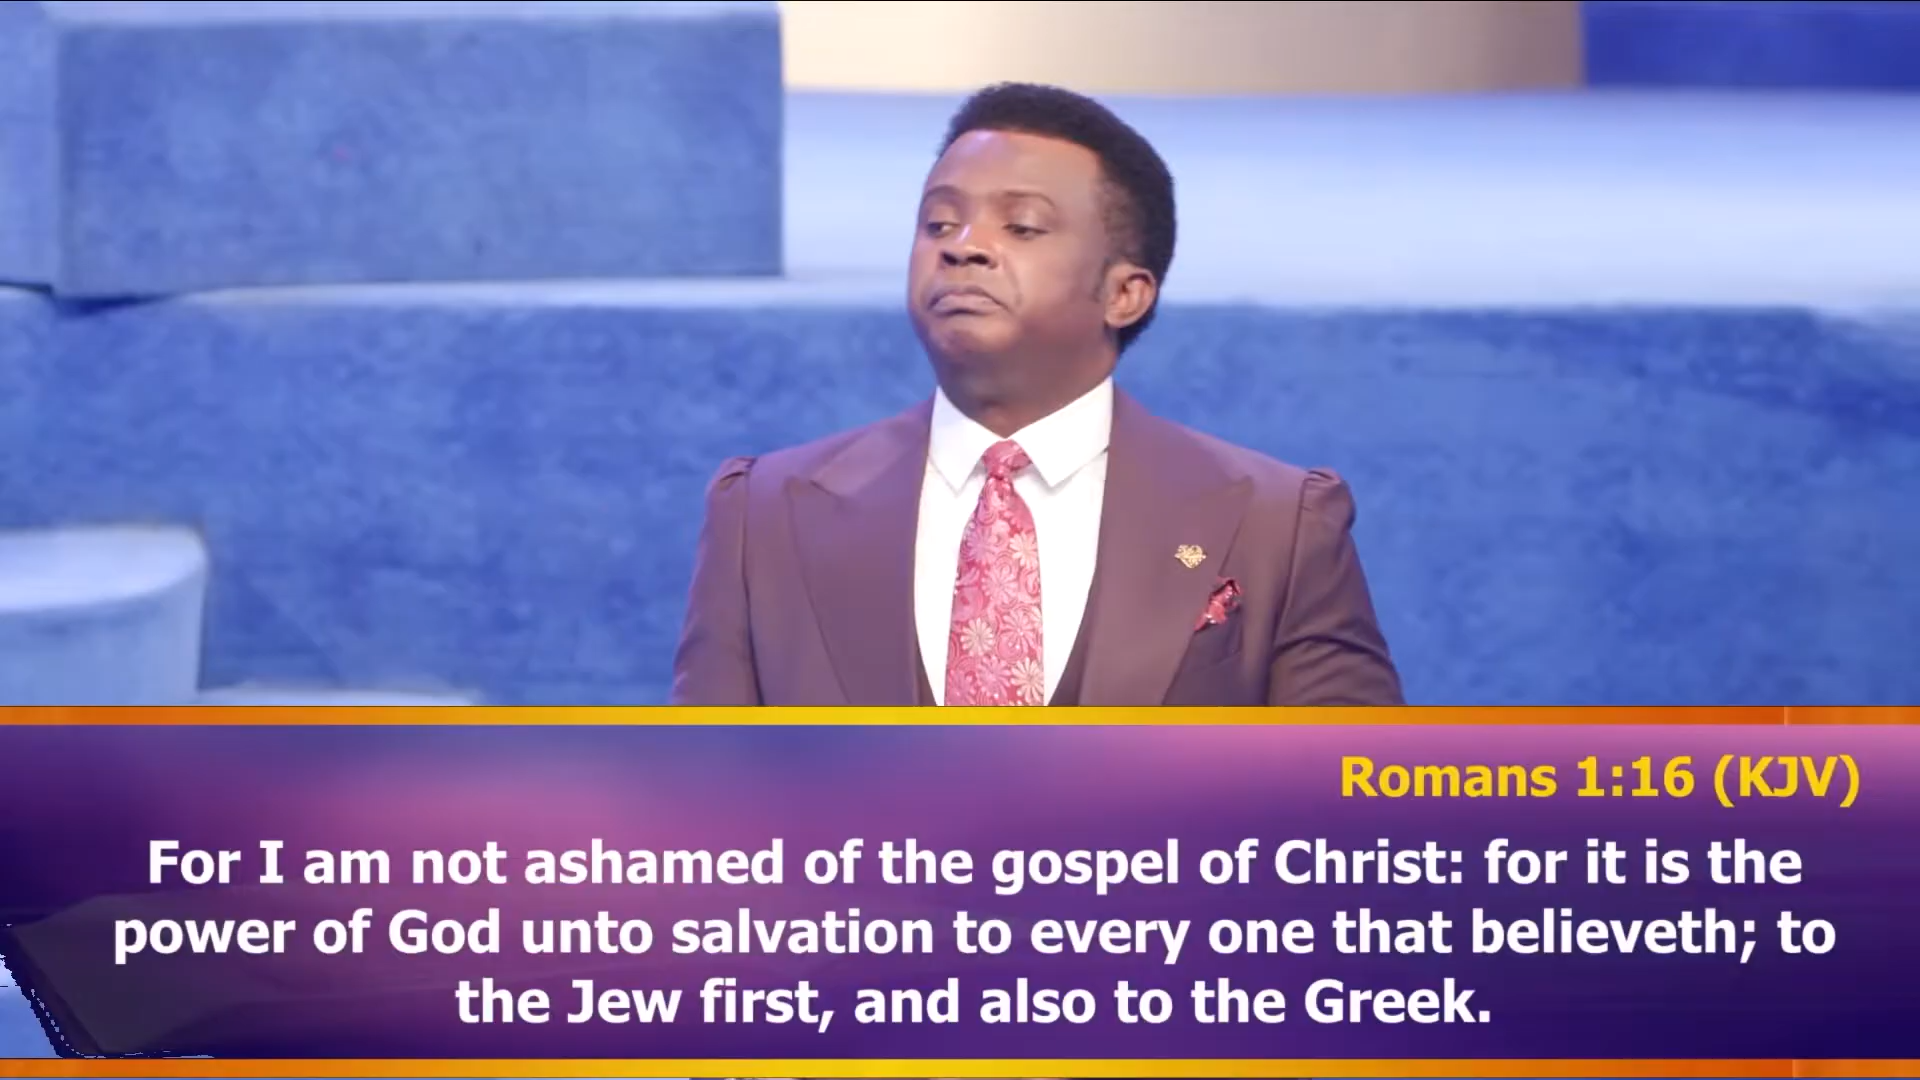 Romans 1:16 (KJV)
For I am not ashamed of the gospel of Christ: for it is the
power of God unto salvation to every one that believeth; to
the Jew first, and also to the Greek.